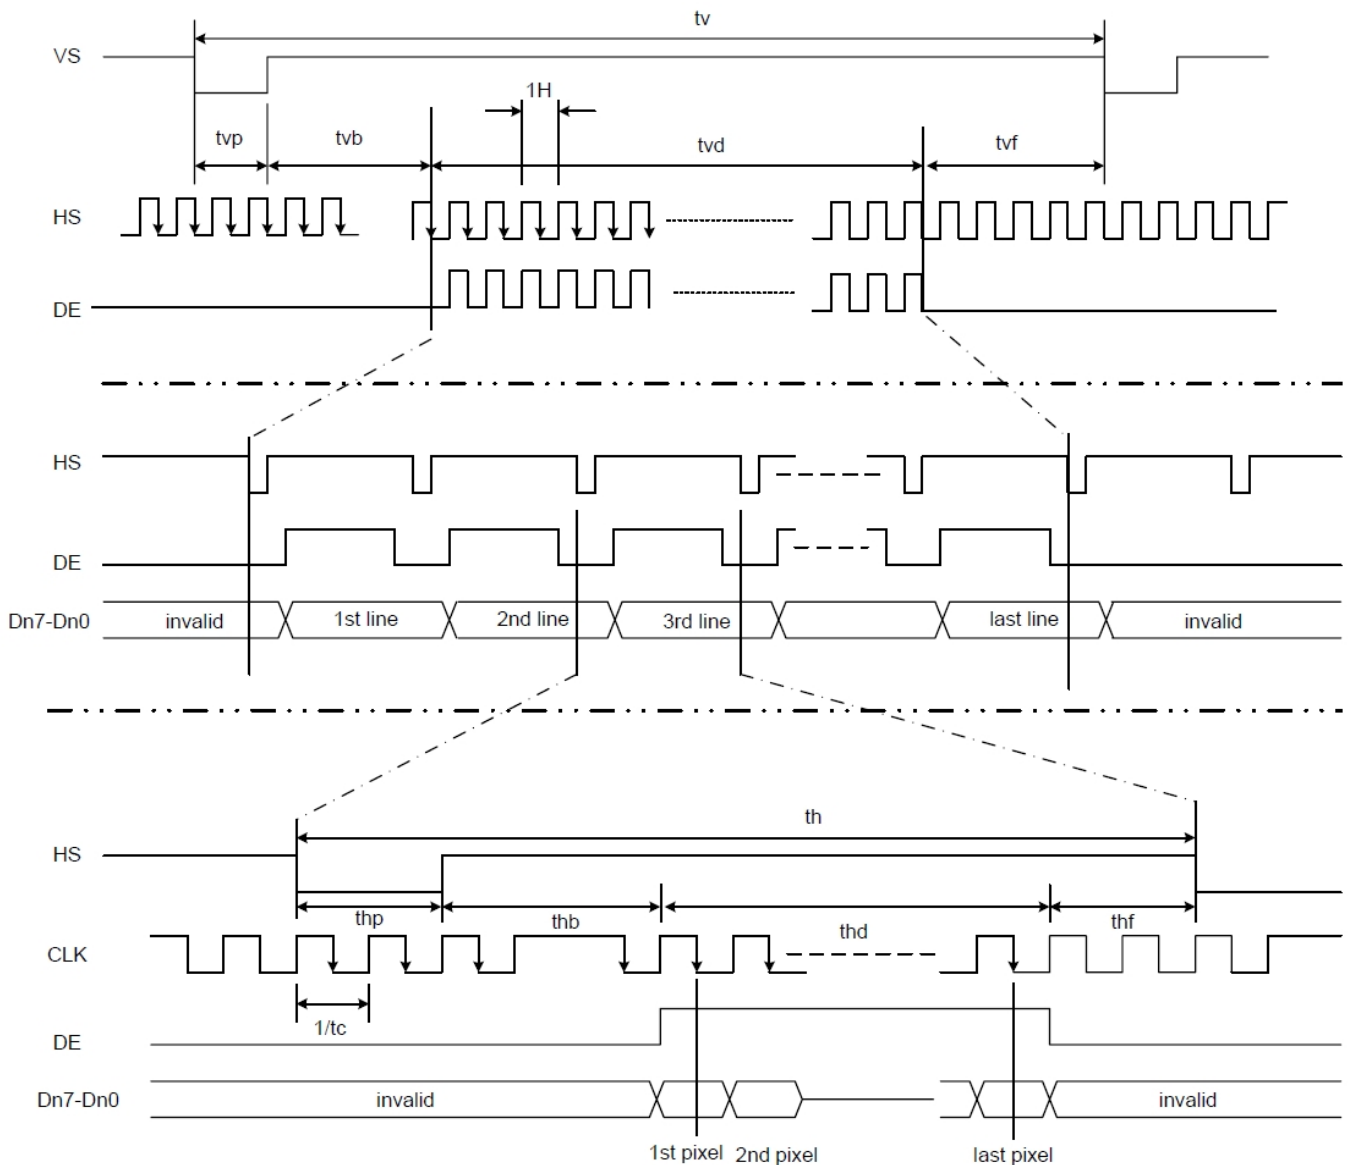 tv
VS
1H
tvp
tvb
tvd
tvf
HS
DE
HS
DE
Dn7-Dn0
invalid
1st line
2nd line
3rd line
last line
invalid
th
HS
thp
thb
thd
thf
CLK
1/tc
DE
Dn7-Dn0
invalid
invalid
1st pixel
2nd pixel
last pixel